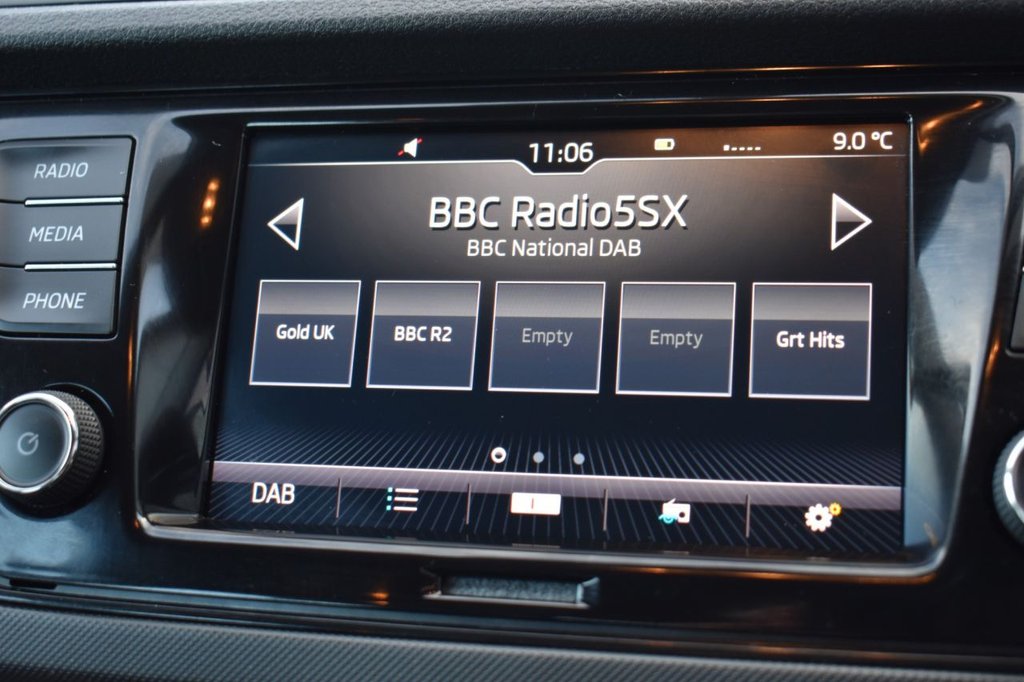 RADIO
MEDIA
PHONE
11:06
9.0 °C
BBC Radio5SX
BBC National DAB
Gold UK
BBC R2
Empty
Empty
Grt Hits
DAB